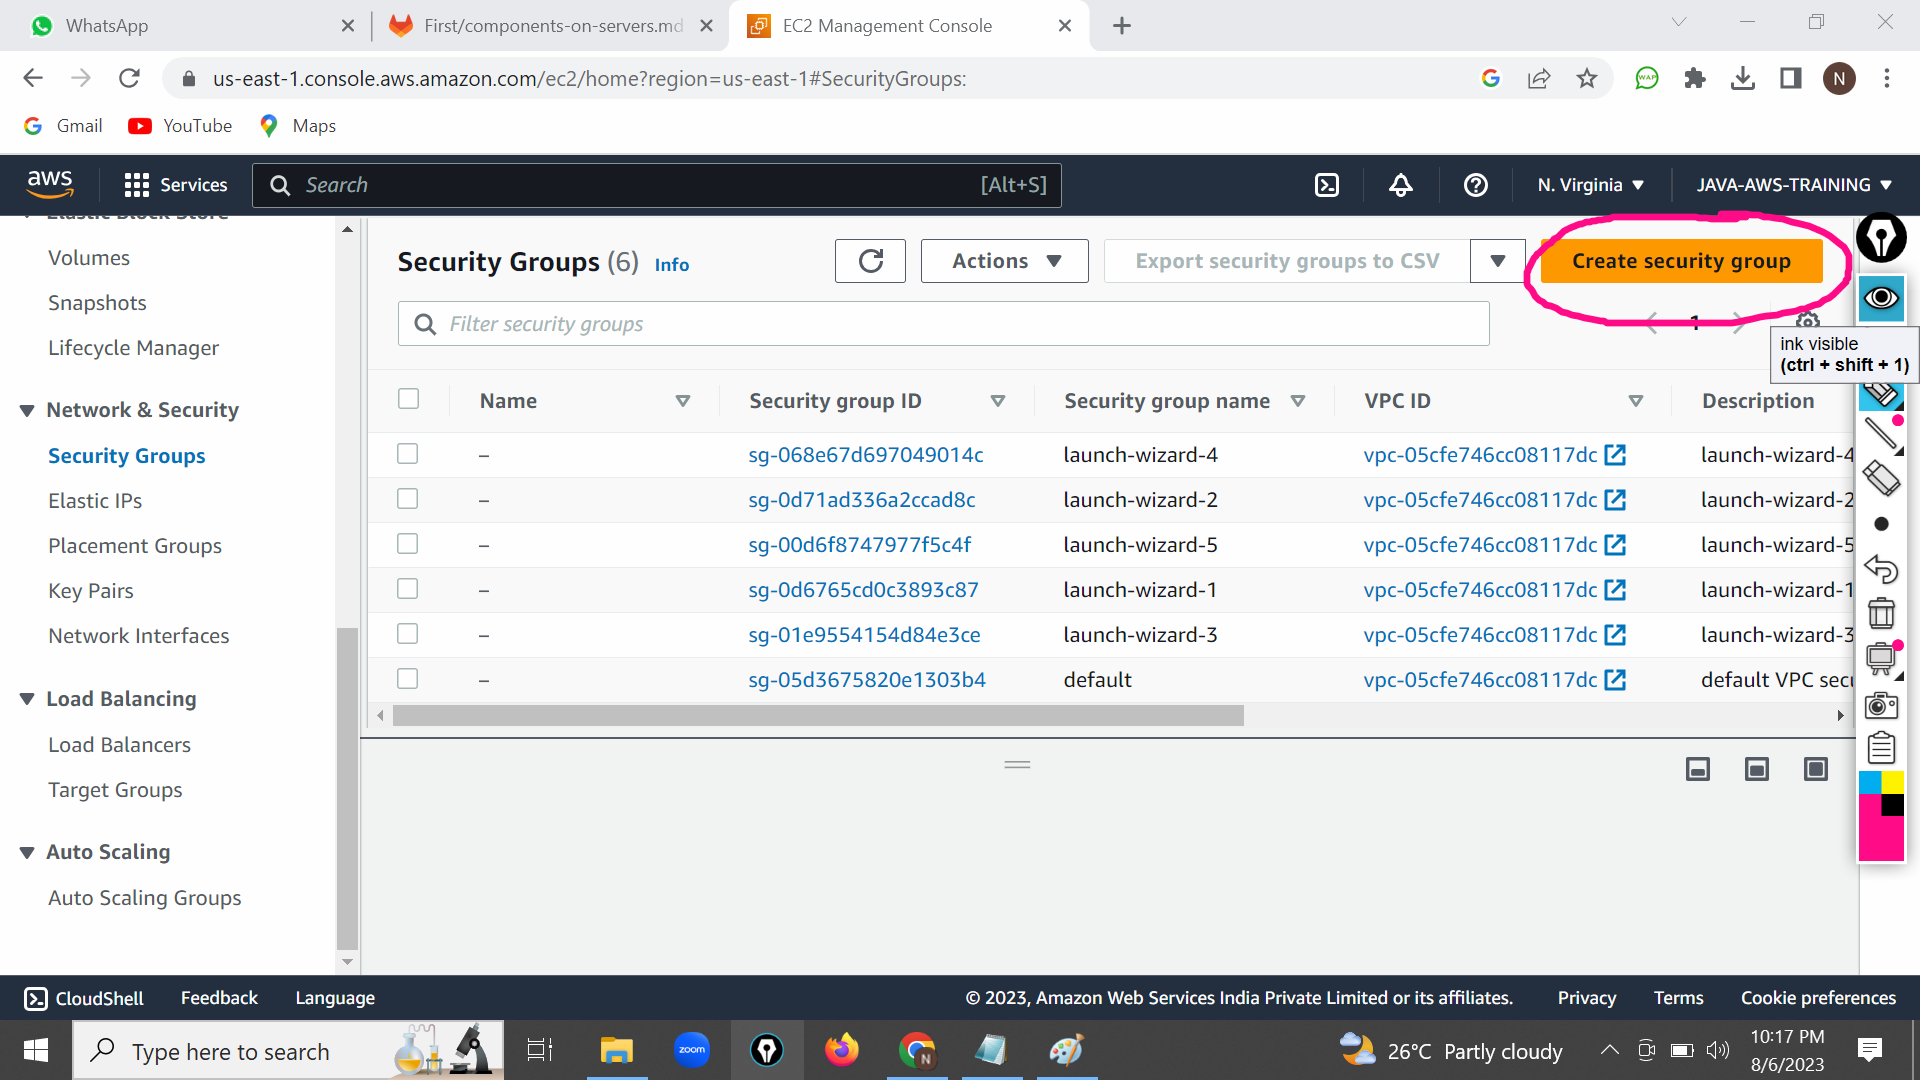 WhatsApp
First/components-on-servers.md
EC2 Management Console
us-east-1.console.aws.amazon.com/ec2/home?region=us-east-1#SecurityGroups:
WAP
N
Gmail
YouTube
Maps
aws
Services
Search
[Alt+S]
N. Virginia
JAVA-AWS-TRAINING
Elastic Block Store
Volumes
Snapshots
Lifecycle Manager
Network & Security
Security Groups
Elastic IPs
Placement Groups
Key Pairs
Network Interfaces
Load Balancing
Load Balancers
Target Groups
Auto Scaling
Auto Scaling Groups
Security Groups (6) Info
Actions
Export security groups to CSV
Create security group
Filter security groups
1
ink visible
(ctrl + shift + 1)
Name Security group ID Security group name VPC ID Description
– sg-068e67d697049014c launch-wizard-4 vpc-05cfe746cc08117dc launch-wizard-4
– sg-0d71ad336a2ccad8c launch-wizard-2 vpc-05cfe746cc08117dc launch-wizard-2
– sg-00d6f8747977f5c4f launch-wizard-5 vpc-05cfe746cc08117dc launch-wizard-5
– sg-0d6765cd0c3893c87 launch-wizard-1 vpc-05cfe746cc08117dc launch-wizard-1
– sg-01e9554154d84e3ce launch-wizard-3 vpc-05cfe746cc08117dc launch-wizard-3
– sg-05d3675820e1303b4 default vpc-05cfe746cc08117dc default VPC secu
CloudShell Feedback Language
© 2023, Amazon Web Services India Private Limited or its affiliates. Privacy Terms Cookie preferences
Type here to search
zoom
N
26°C Partly cloudy
10:17 PM
8/6/2023